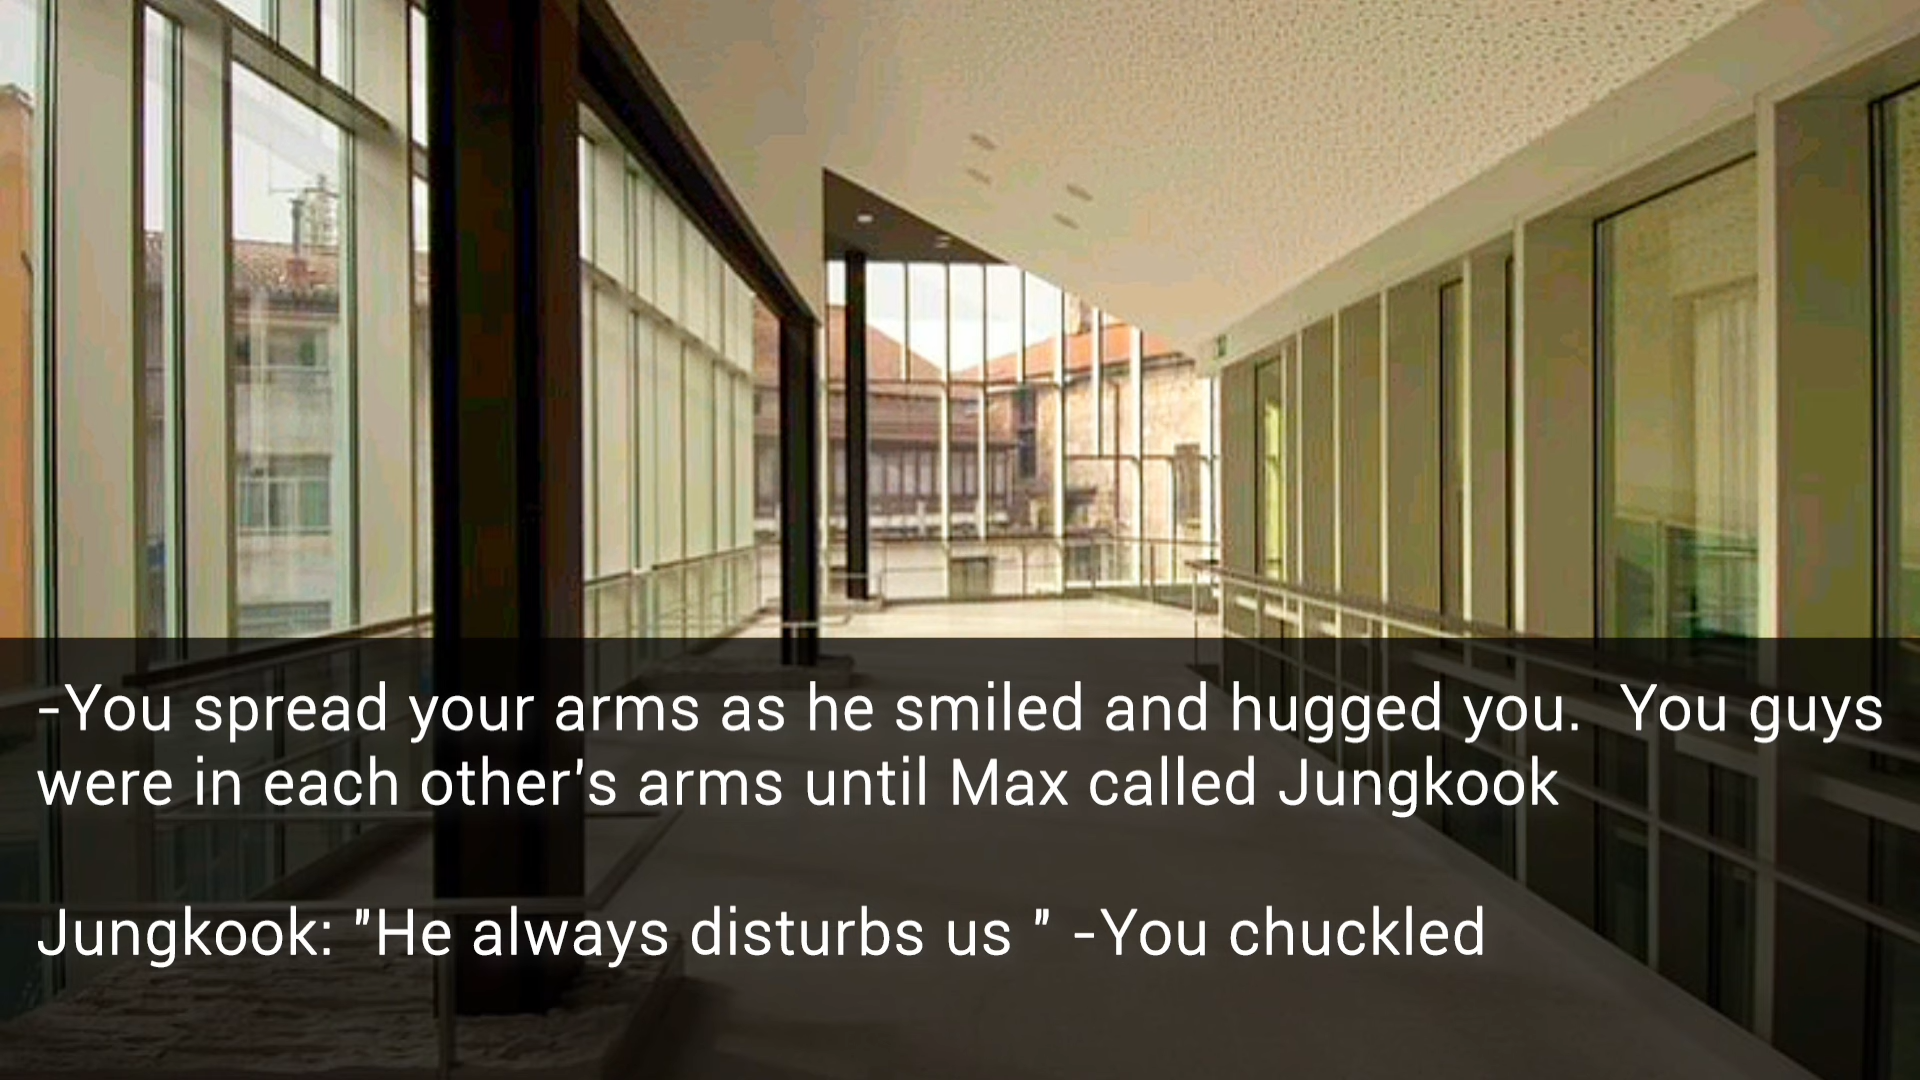 -You spread your arms as he smiled and hugged you.  You guys
were in each other's arms until Max called Jungkook
Jungkook: "He always disturbs us " -You chuckled